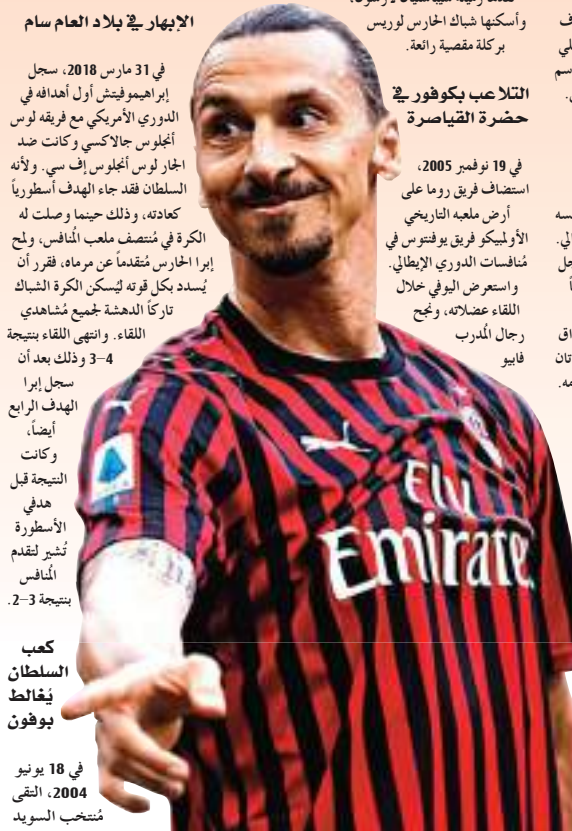 وأسكنها شباك الحارس لوريس
بركلة مقصية رائعة.
التلاعب بكوفور في
حضرة القياصرة
في 19 نوفمبر 2005،
استضاف فريق روما على
أرض ملعبه التاريخي
الأولمبيكو فريق يوفنتوس في
مُنافسات الدوري الإيطالي.
واستعرض اليوفي خلال
اللقاء عضلاته، ونجح
رجال المُدرب
فابيو
الإبهار في بلاد العام سام
في 31 مارس 2018، سجل
إبراهيموفيتش أول أهدافه في
الدوري الأمريكي مع فريقه لوس
أنجلوس جالاكسي وكانت ضد
الجار لوس أنجلوس إف سي. ولأنه
السلطان فقد جاء الهدف أسطورياً
كعادته، وذلك حينما وصلت له
الكرة في مُنتصف ملعب المُنافس، ولمح
إبرا الحارس مُتقدماً عن مرماه، فقرر أن
يُسدد بكل قوته ليُسكن الكرة الشباك
تاركاً الدهشة لجميع مُشاهدي
اللقاء. وانتهى اللقاء بنتيجة
4–3 وذلك بعد أن
سجل إبرا
الهدف الرابع
أيضاً،
وكانت
النتيجة قبل
هدفي
الأسطورة
تُشير لتقدم
المُنافس
بنتيجة 3–2.
كعب
السلطان
يُغالط
بوفون
في 18 يونيو
2004، التقى
مُنتخب السويد
Fly
Emirate